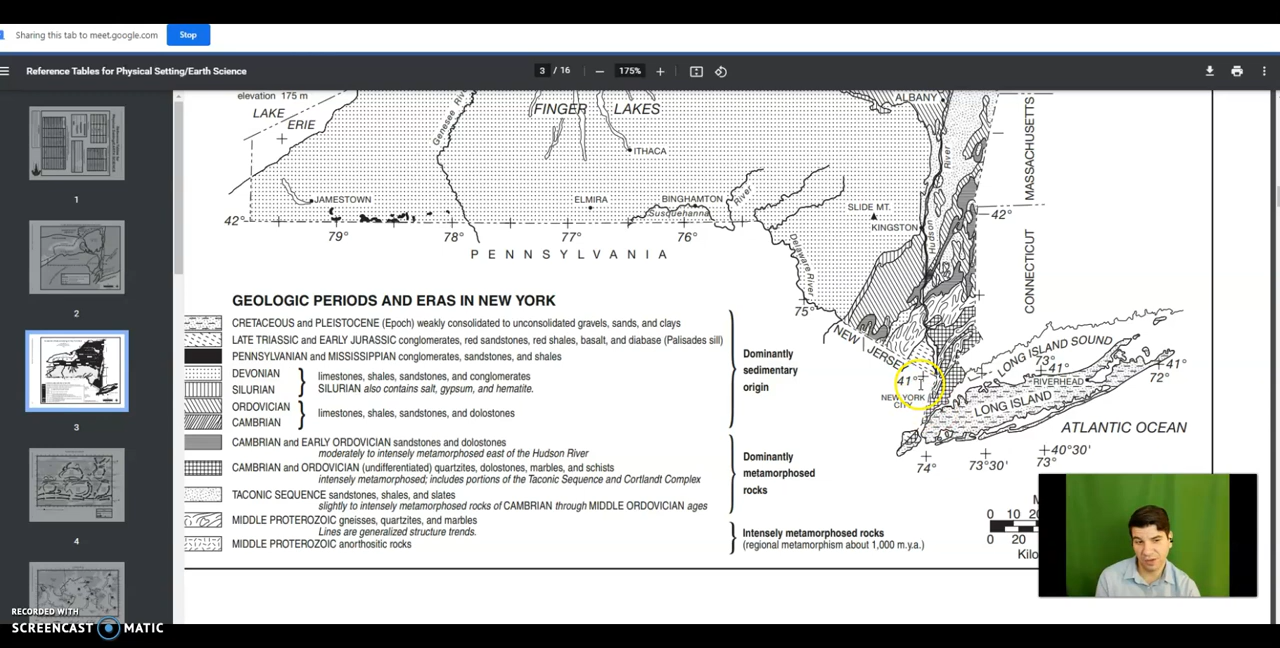 Sharing this tab to meet.google.com
Stop
Reference Tables for Physical Setting/Earth Science
3 / 16
175%
1
2
3
4
elevation 175 m
LAKE
ERIE
Genesee River
FINGER LAKES
ITHACA
ALBANY
River
MASSACHUSETTS
JAMESTOWN
ELMIRA
BINGHAMTON
River
Susquehanna
SLIDE MT.
KINGSTON
Hudson
42°
42°
79°
78°
77°
76°
PENNSYLVANIA
Delaware River
CONNECTICUT
75°
NEW JERSEY
LONG ISLAND SOUND
73°
41°
41°
72°
RIVERHEAD
LONG ISLAND
41°
NEW YORK
CITY
ATLANTIC OCEAN
74°
73°30'
40°30'
73°
GEOLOGIC PERIODS AND ERAS IN NEW YORK
CRETACEOUS and PLEISTOCENE (Epoch) weakly consolidated to unconsolidated gravels, sands, and clays
LATE TRIASSIC and EARLY JURASSIC conglomerates, red sandstones, red shales, basalt, and diabase (Palisades sill)
PENNSYLVANIAN and MISSISSIPPIAN conglomerates, sandstones, and shales
DEVONIAN
SILURIAN
limestones, shales, sandstones, and conglomerates
SILURIAN also contains salt, gypsum, and hematite.
ORDOVICIAN
CAMBRIAN
limestones, shales, sandstones, and dolostones
CAMBRIAN and EARLY ORDOVICIAN sandstones and dolostones
moderately to intensely metamorphosed east of the Hudson River
CAMBRIAN and ORDOVICIAN (undifferentiated) quartzites, dolostones, marbles, and schists
intensely metamorphosed; includes portions of the Taconic Sequence and Cortlandt Complex
TACONIC SEQUENCE sandstones, shales, and slates
slightly to intensely metamorphosed rocks of CAMBRIAN through MIDDLE ORDOVICIAN ages
MIDDLE PROTEROZOIC gneisses, quartzites, and marbles
Lines are generalized structure trends.
MIDDLE PROTEROZOIC anorthositic rocks
Dominantly
sedimentary
origin
Dominantly
metamorphosed
rocks
Intensely metamorphosed rocks
(regional metamorphism about 1,000 m.y.a.)
0 10 20
0 20
RECORDED WITH
SCREENCAST MATIC